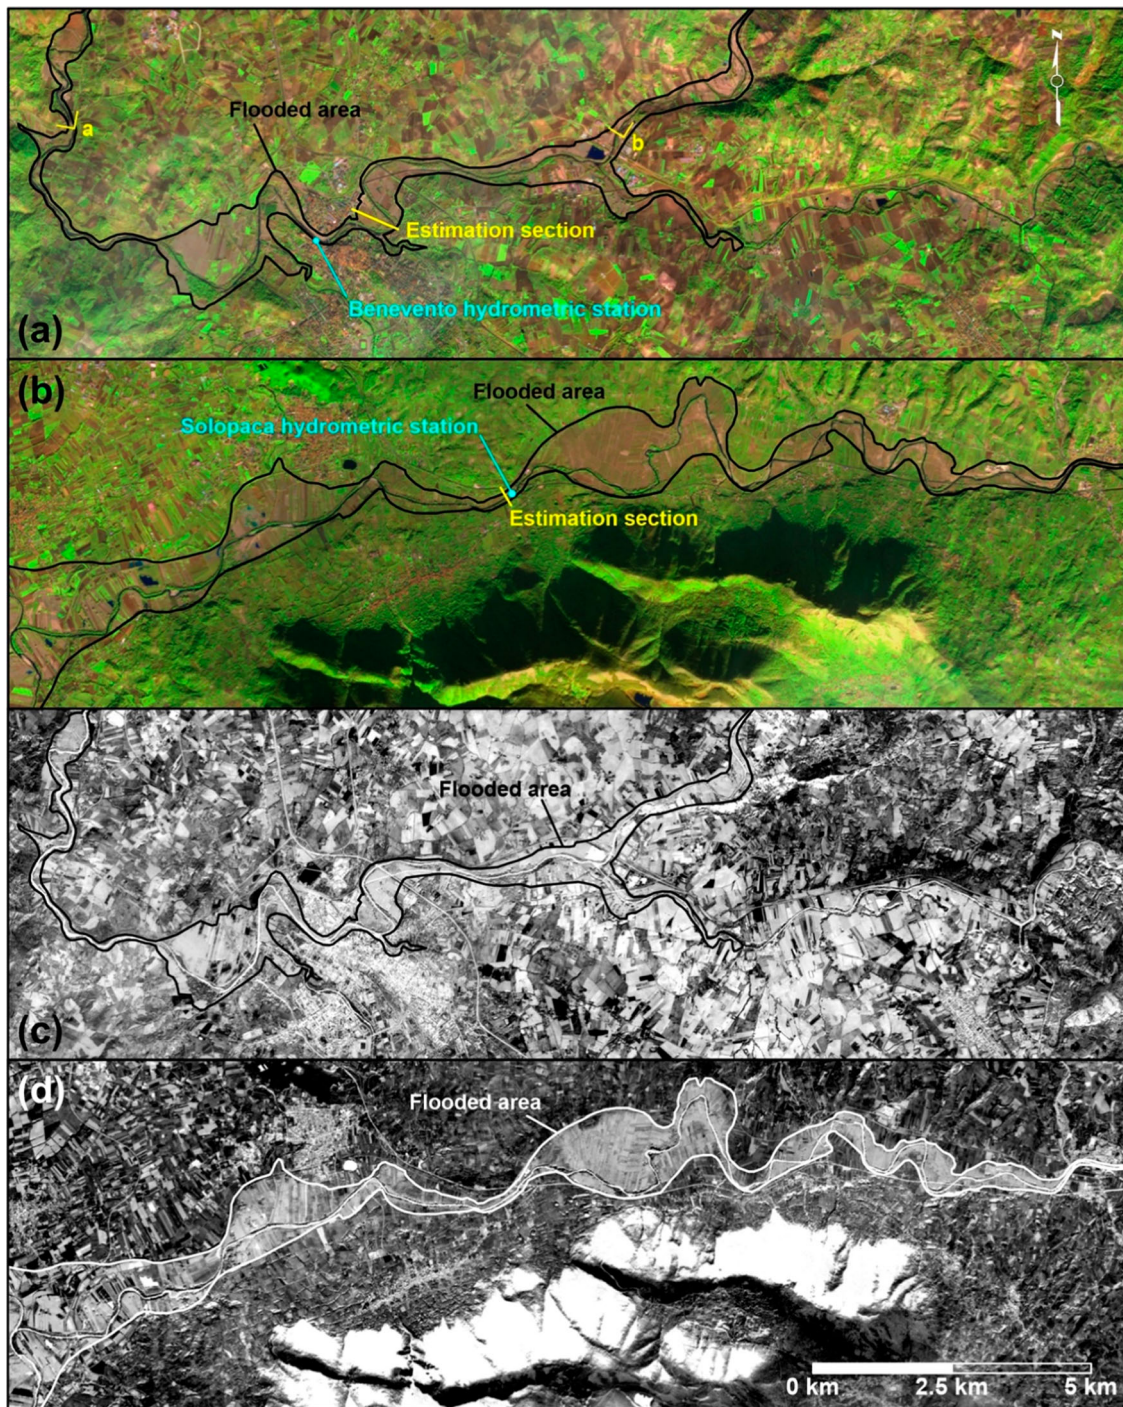 N
a
Flooded area
b
Estimation section
Benevento hydrometric station
(a)
(b)
Flooded area
Solopaca hydrometric station
Estimation section
Flooded area
(c)
(d)
Flooded area
0 km 2.5 km 5 km